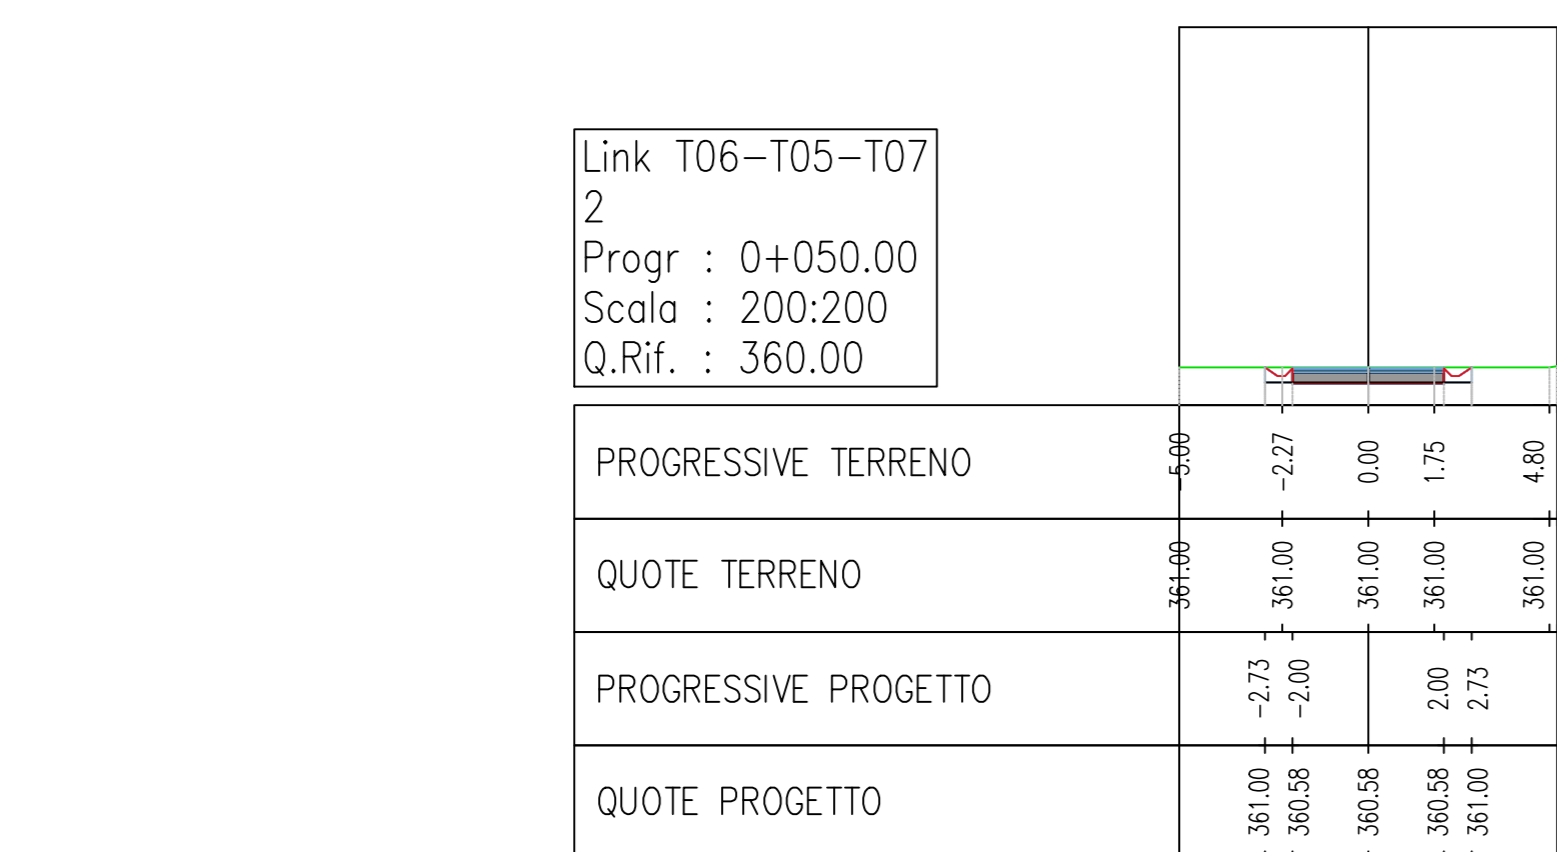 Link T06-T05-T07
2
Progr : 0+050.00
Scala : 200:200
Q.Rif. : 360.00
PROGRESSIVE TERRENO -5.00 -2.27 0.00 1.75 4.80
QUOTE TERRENO 361.00 361.00 361.00 361.00 361.00
PROGRESSIVE PROGETTO -2.73 -2.00 2.00 2.73
QUOTE PROGETTO 361.00 360.58 360.58 360.58 361.00